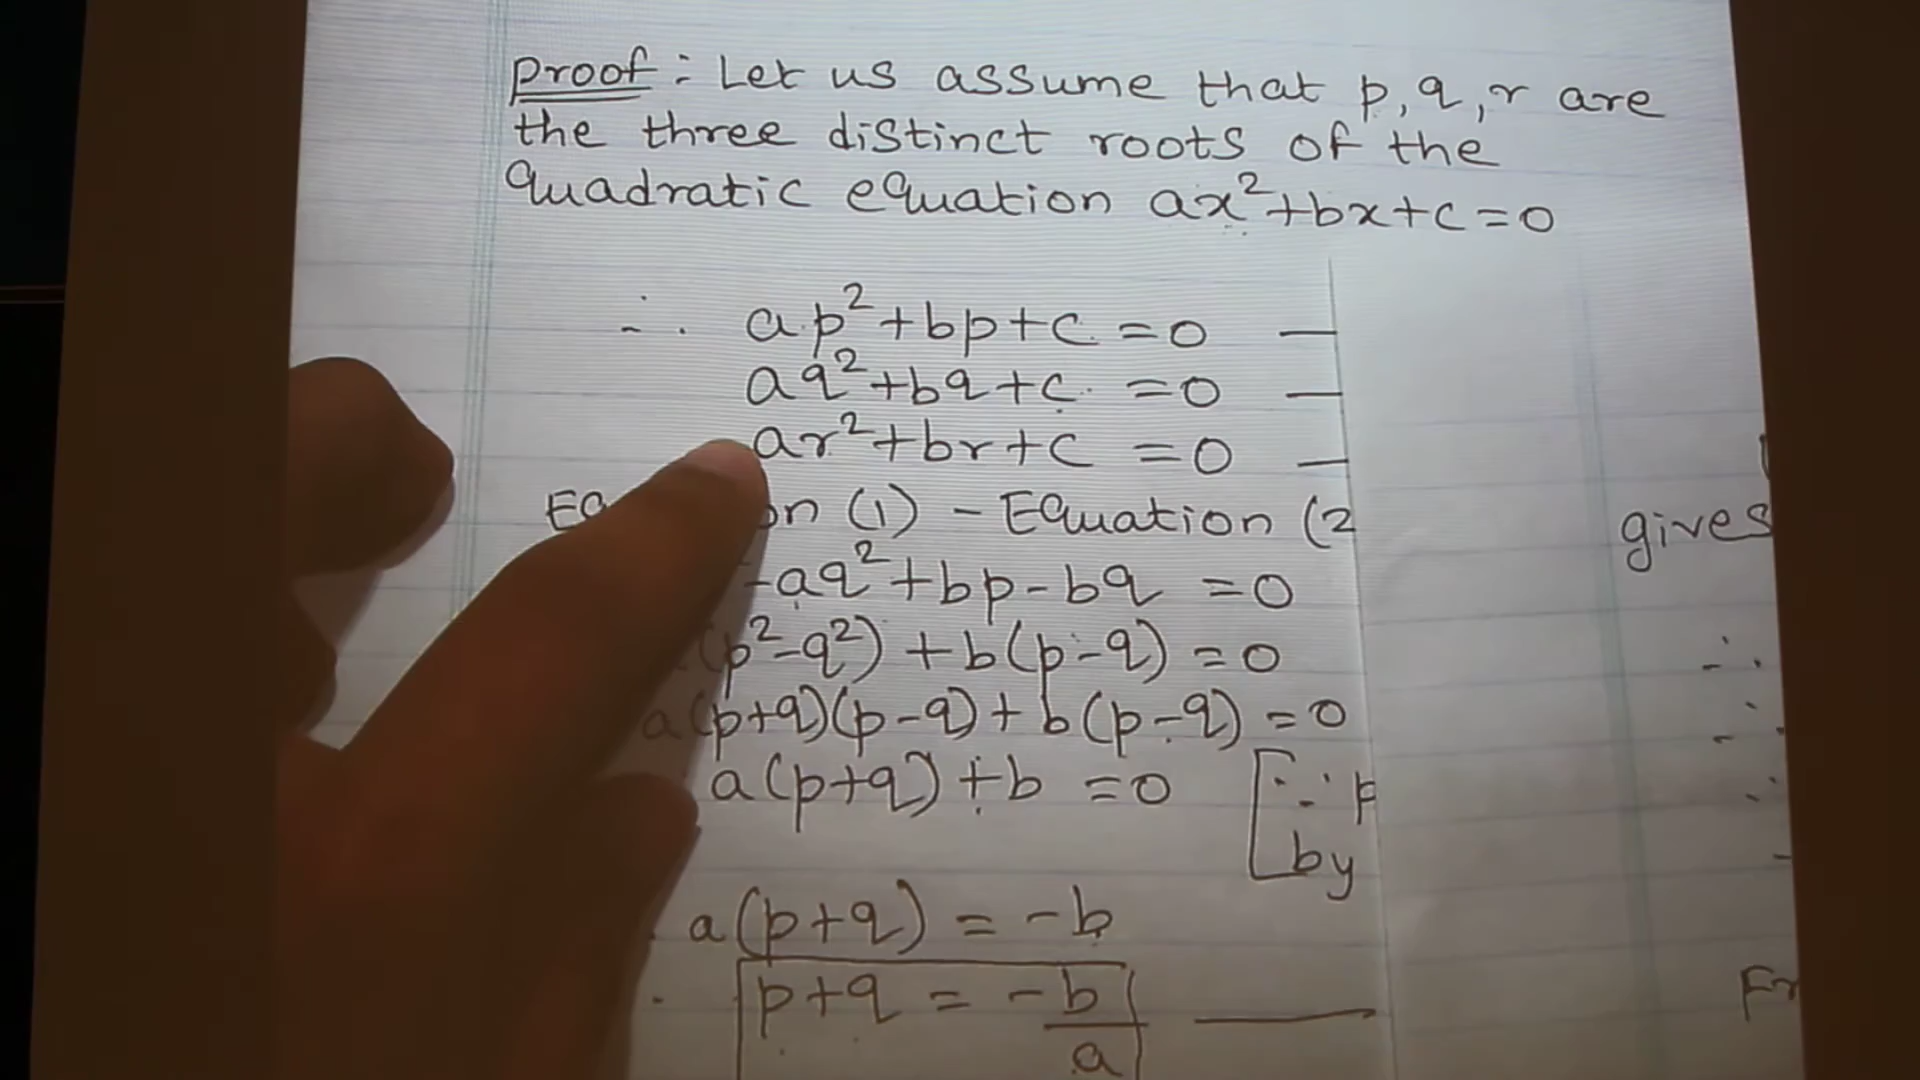 Proof : Let us assume that p, q, r are
the three distinct roots of the
Quadratic equation ax²+bx+c=0
∴ ap²+bp+c =0 —
aq²+bq+c =0 —
ar²+br+c =0 —
(1) - Equation (2
gives
-aq²+bp-bq =0
(p²-q²) +b(p-q) =0
∴
a(p+q)(p-q)+b(p-q) =0
∴
a(p+q)+b =0 [∵ p
by
a(p+q) = -b
p+q = -b/a ——